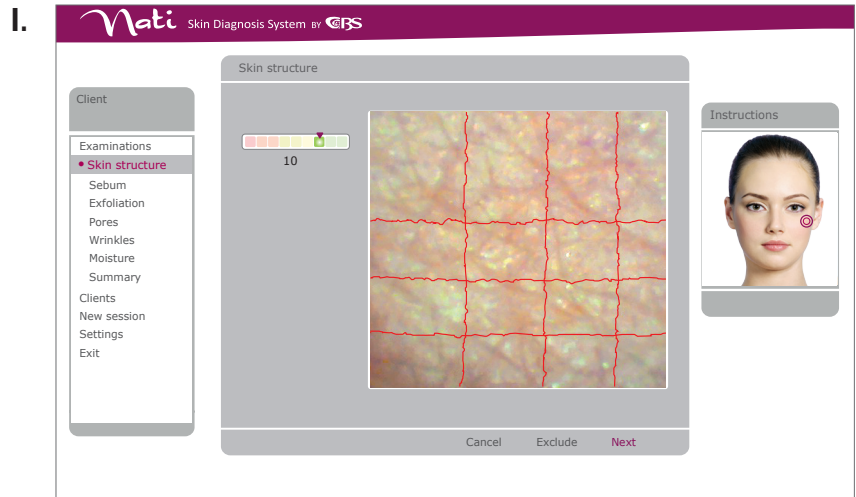 I.
Nati Skin Diagnosis System BY CBS
Skin structure
Client
Examinations
• Skin structure
Sebum
Exfoliation
Pores
Wrinkles
Moisture
Summary
Clients
New session
Settings
Exit
10
Instructions
Cancel Exclude Next